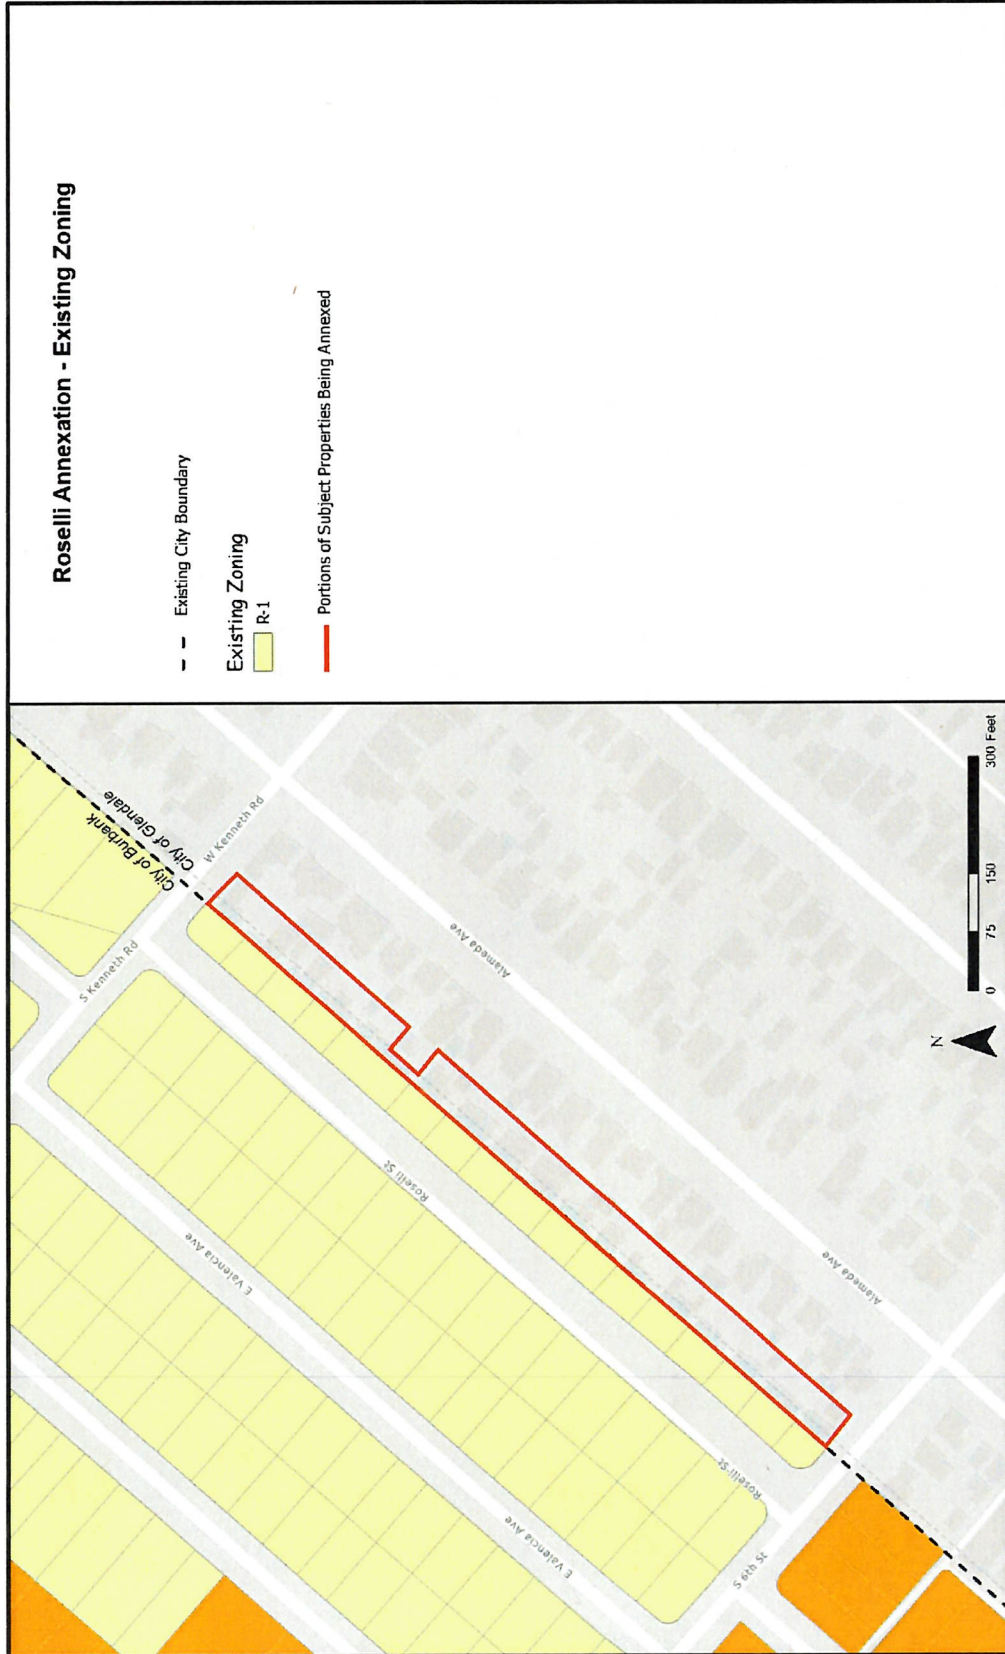 Roselli Annexation - Existing Zoning
Existing City Boundary
Existing Zoning
R-1
Portions of Subject Properties Being Annexed
City of Burbank
City of Glendale
S Kenneth Rd
W Kenneth Rd
E Valencia Ave
Roselli St
Alameda Ave
E Valencia Ave
Roselli St
Alameda Ave
S 6th St
N
0 75 150 300 Feet